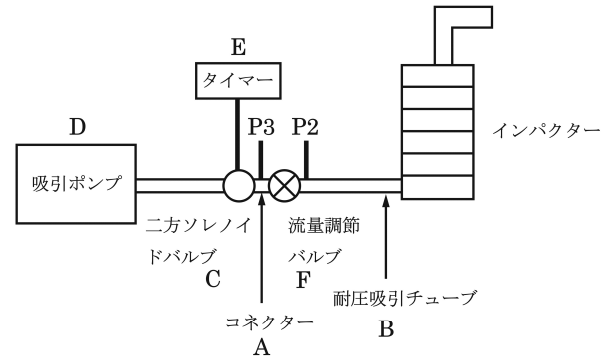 E
タイマー
D
P3
P2
吸引ポンプ
インパクター
二方ソレノイ
ドバルブ
C
流量調節
バルブ
F
耐圧吸引チューブ
B
コネクター
A